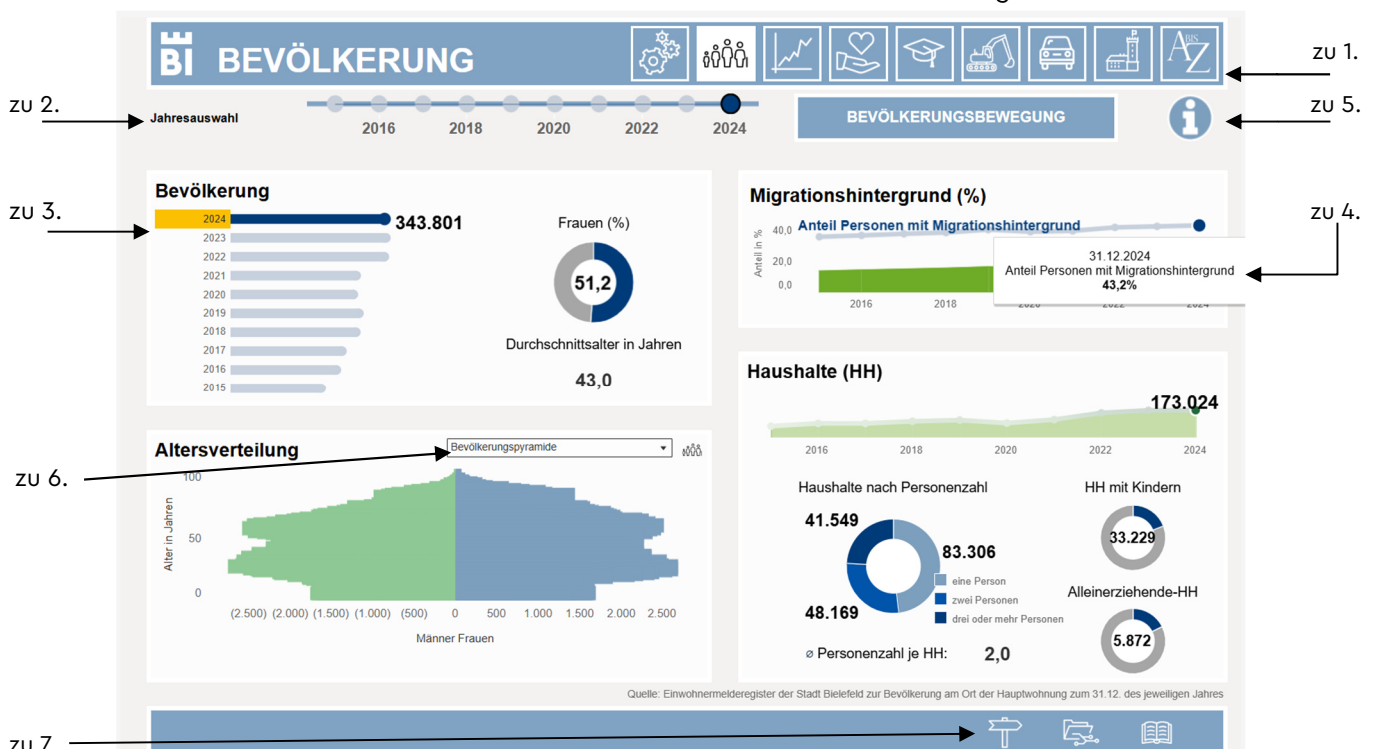 BI BEVÖLKERUNG
ABIS Z
zu 1.
zu 2.
Jahresauswahl
2016 2018 2020 2022 2024
BEVÖLKERUNGSBEWEGUNG
i
zu 5.
zu 3.
Bevölkerung
2024 343.801
2023
2022
2021
2020
2019
2018
2017
2016
2015
Frauen (%)
51,2
Durchschnittsalter in Jahren
43,0
Migrationshintergrund (%)
zu 4.
Anteil Personen mit Migrationshintergrund
Anteil in %
40,0
20,0
0,0
31.12.2024
Anteil Personen mit Migrationshintergrund
43,2%
2016 2018 2020 2022 2024
Haushalte (HH)
173.024
2016 2018 2020 2022 2024
Haushalte nach Personenzahl
41.549
83.306
48.169
eine Person
zwei Personen
drei oder mehr Personen
⌀ Personenzahl je HH: 2,0
HH mit Kindern
33.229
Alleinerziehende-HH
5.872
zu 6.
Altersverteilung
Bevölkerungspyramide
Alter in Jahren
100
50
0
(2.500) (2.000) (1.500) (1.000) (500) 0 500 1.000 1.500 2.000 2.500
Männer Frauen
Quelle: Einwohnermelderegister der Stadt Bielefeld zur Bevölkerung am Ort der Hauptwohnung zum 31.12. des jeweiligen Jahres
zu 7